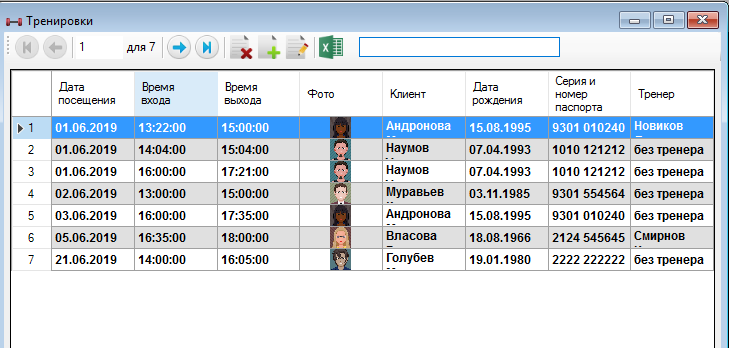 Тренировки
1 для 7
Дата посещения Время входа Время выхода Фото Клиент Дата рождения Серия и номер паспорта Тренер
1 01.06.2019 13:22:00 15:00:00 Андронова 15.08.1995 9301 010240 Новиков
2 01.06.2019 14:04:00 15:04:00 Наумов 07.04.1993 1010 121212 без тренера
3 01.06.2019 16:00:00 17:21:00 Наумов 07.04.1993 1010 121212 без тренера
4 02.06.2019 13:00:00 15:00:00 Муравьев 03.11.1985 9301 554564 без тренера
5 03.06.2019 16:00:00 17:35:00 Андронова 15.08.1995 9301 010240 без тренера
6 05.06.2019 16:35:00 18:00:00 Власова 18.08.1966 2124 545645 Смирнов
7 21.06.2019 14:00:00 16:05:00 Голубев 19.01.1980 2222 222222 без тренера